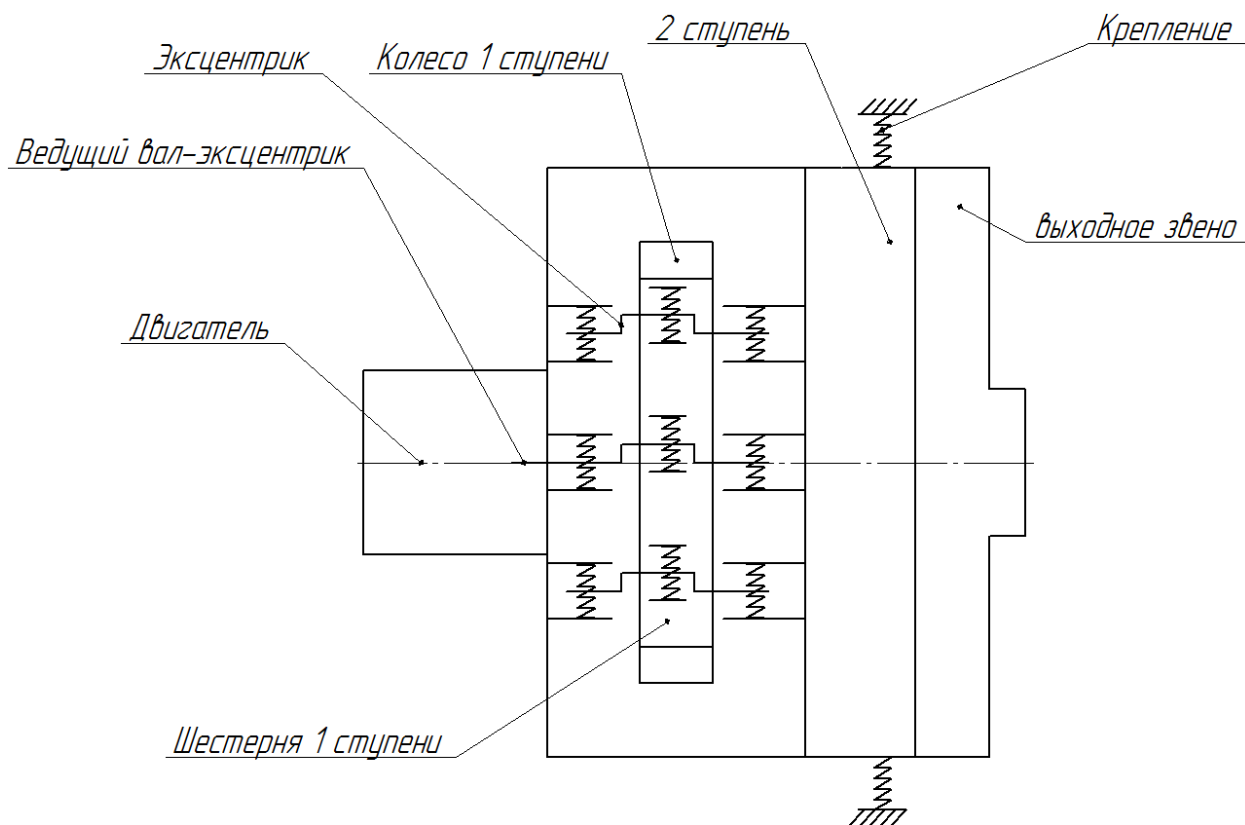 2 ступень
Крепление
Эксцентрик
Колесо 1 ступени
Ведущий вал-эксцентрик
выходное звено
Двигатель
Шестерня 1 ступени